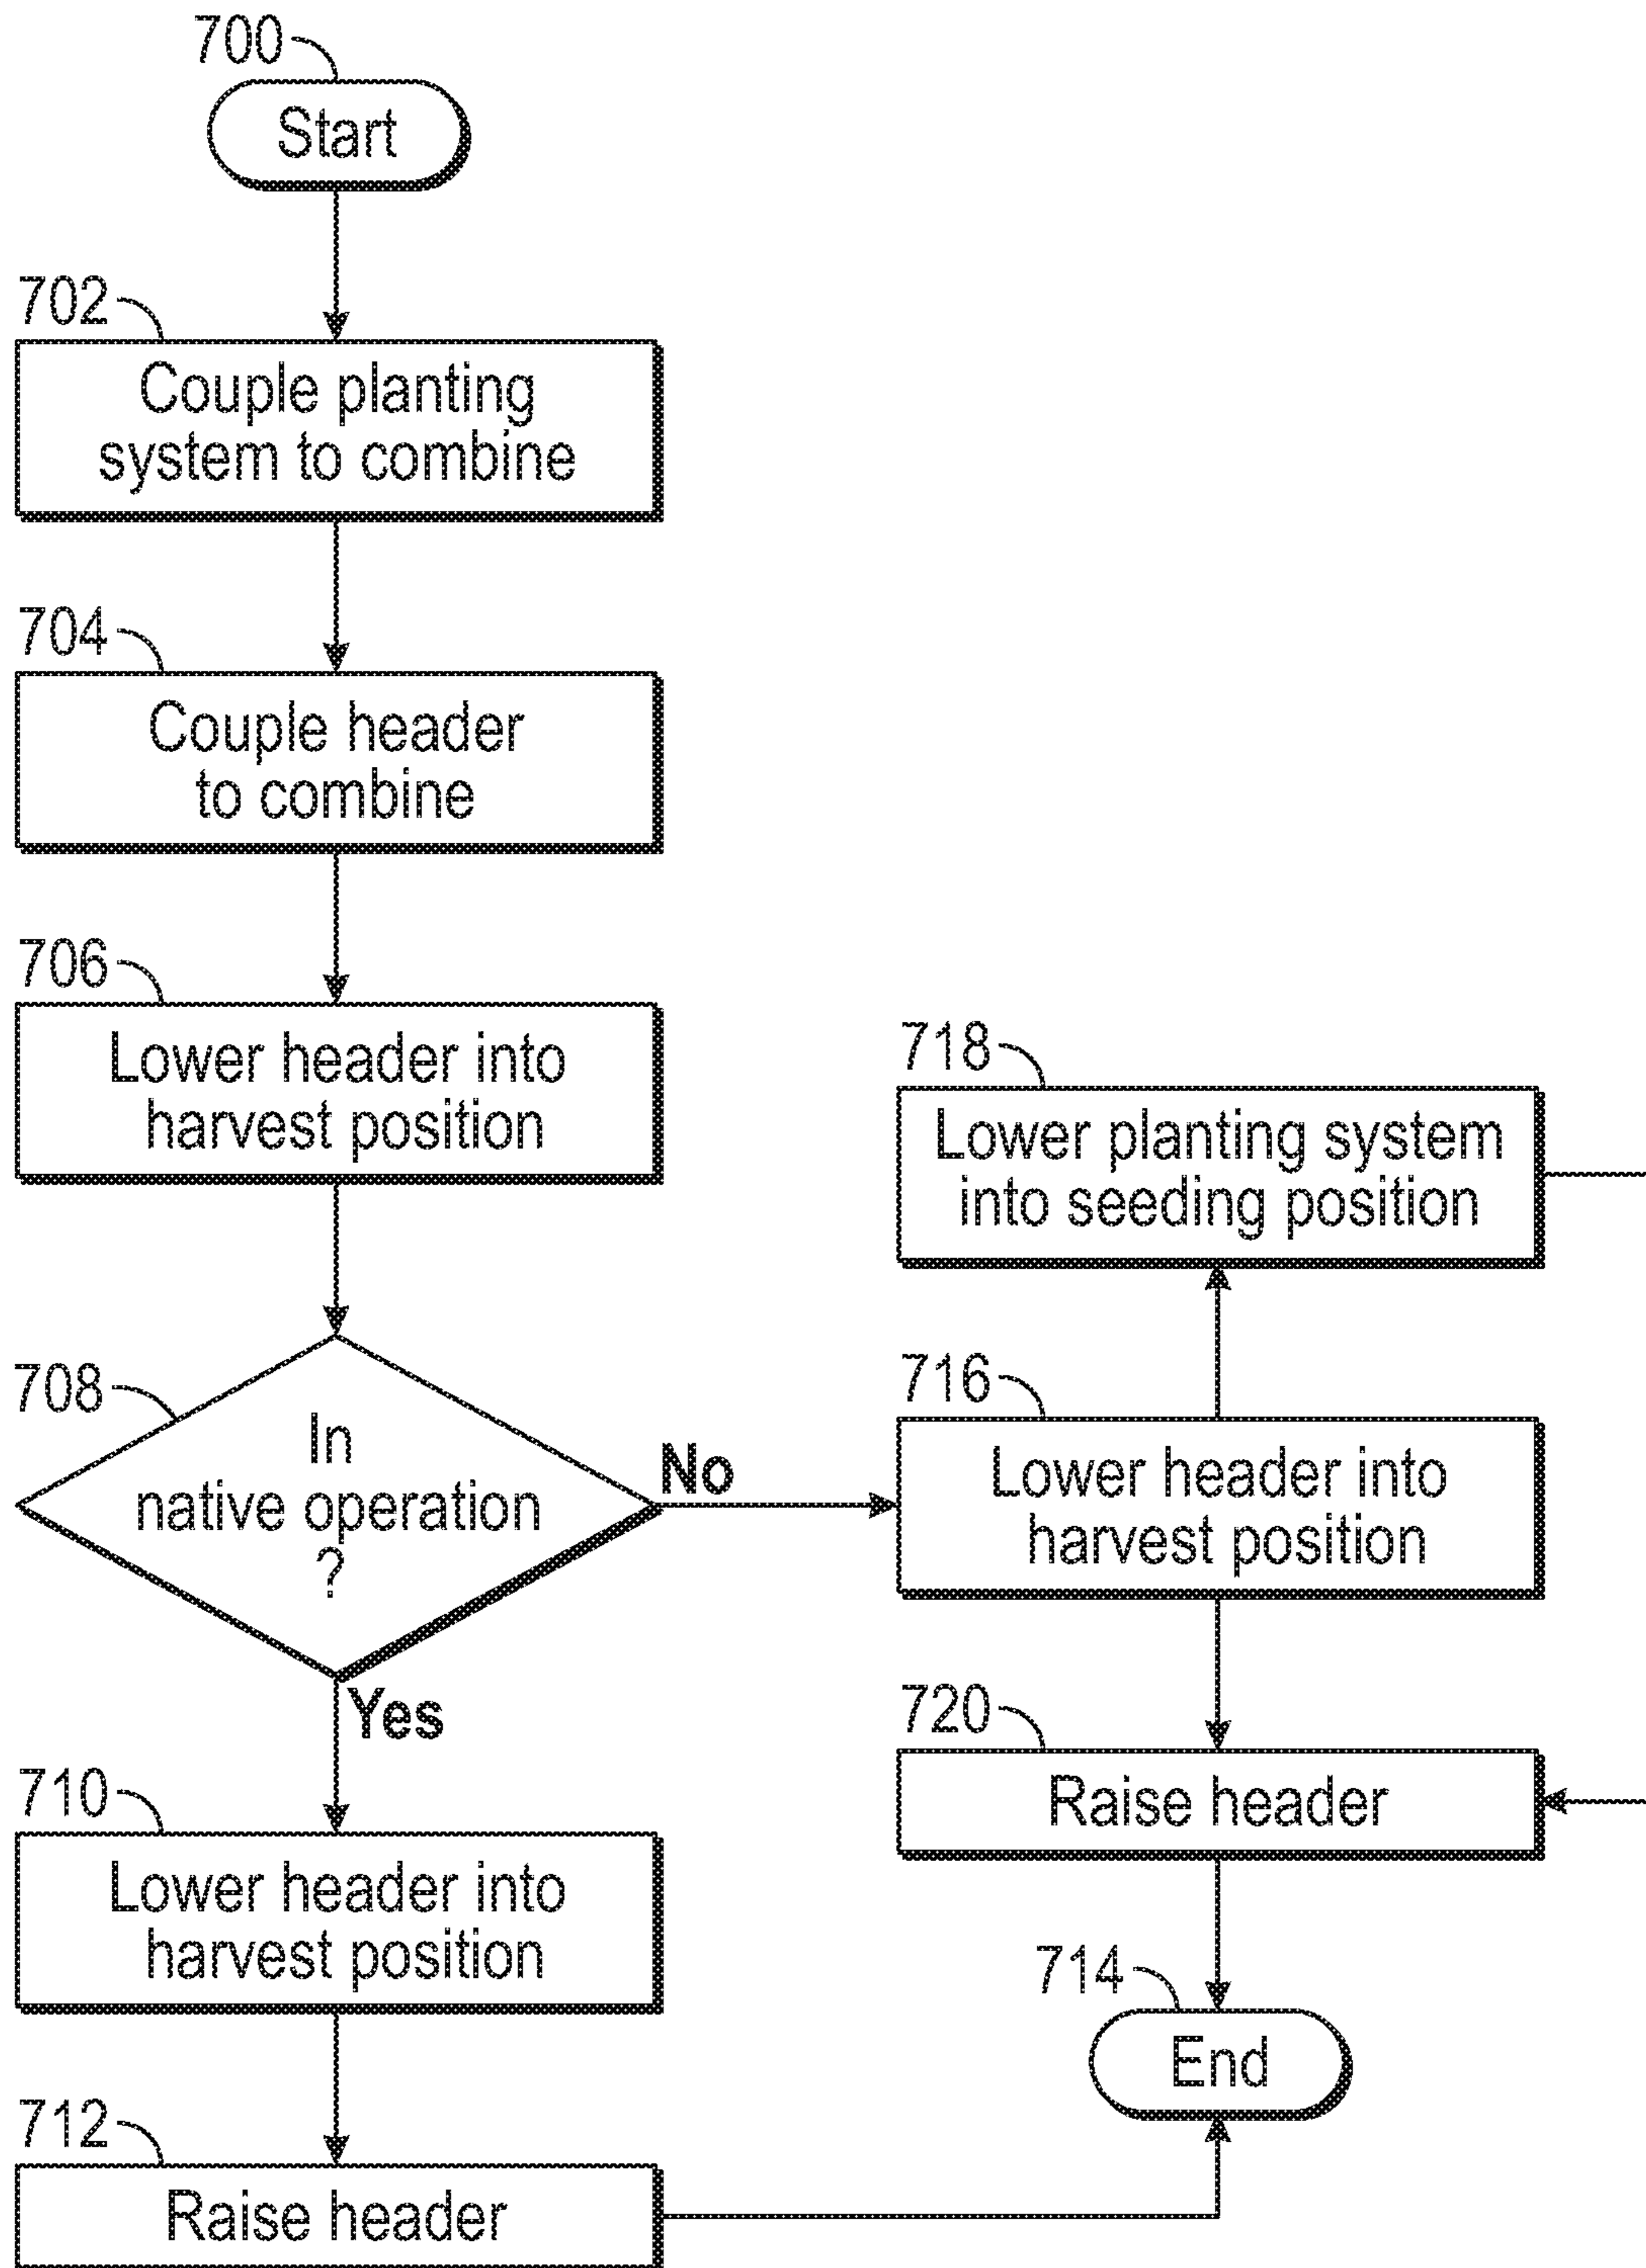 700
Start
702
Couple planting
system to combine
704
Couple header
to combine
706
Lower header into
harvest position
708
In
native operation
?
No
Yes
710
Lower header into
harvest position
712
Raise header
718
Lower planting system
into seeding position
716
Lower header into
harvest position
720
Raise header
714
End